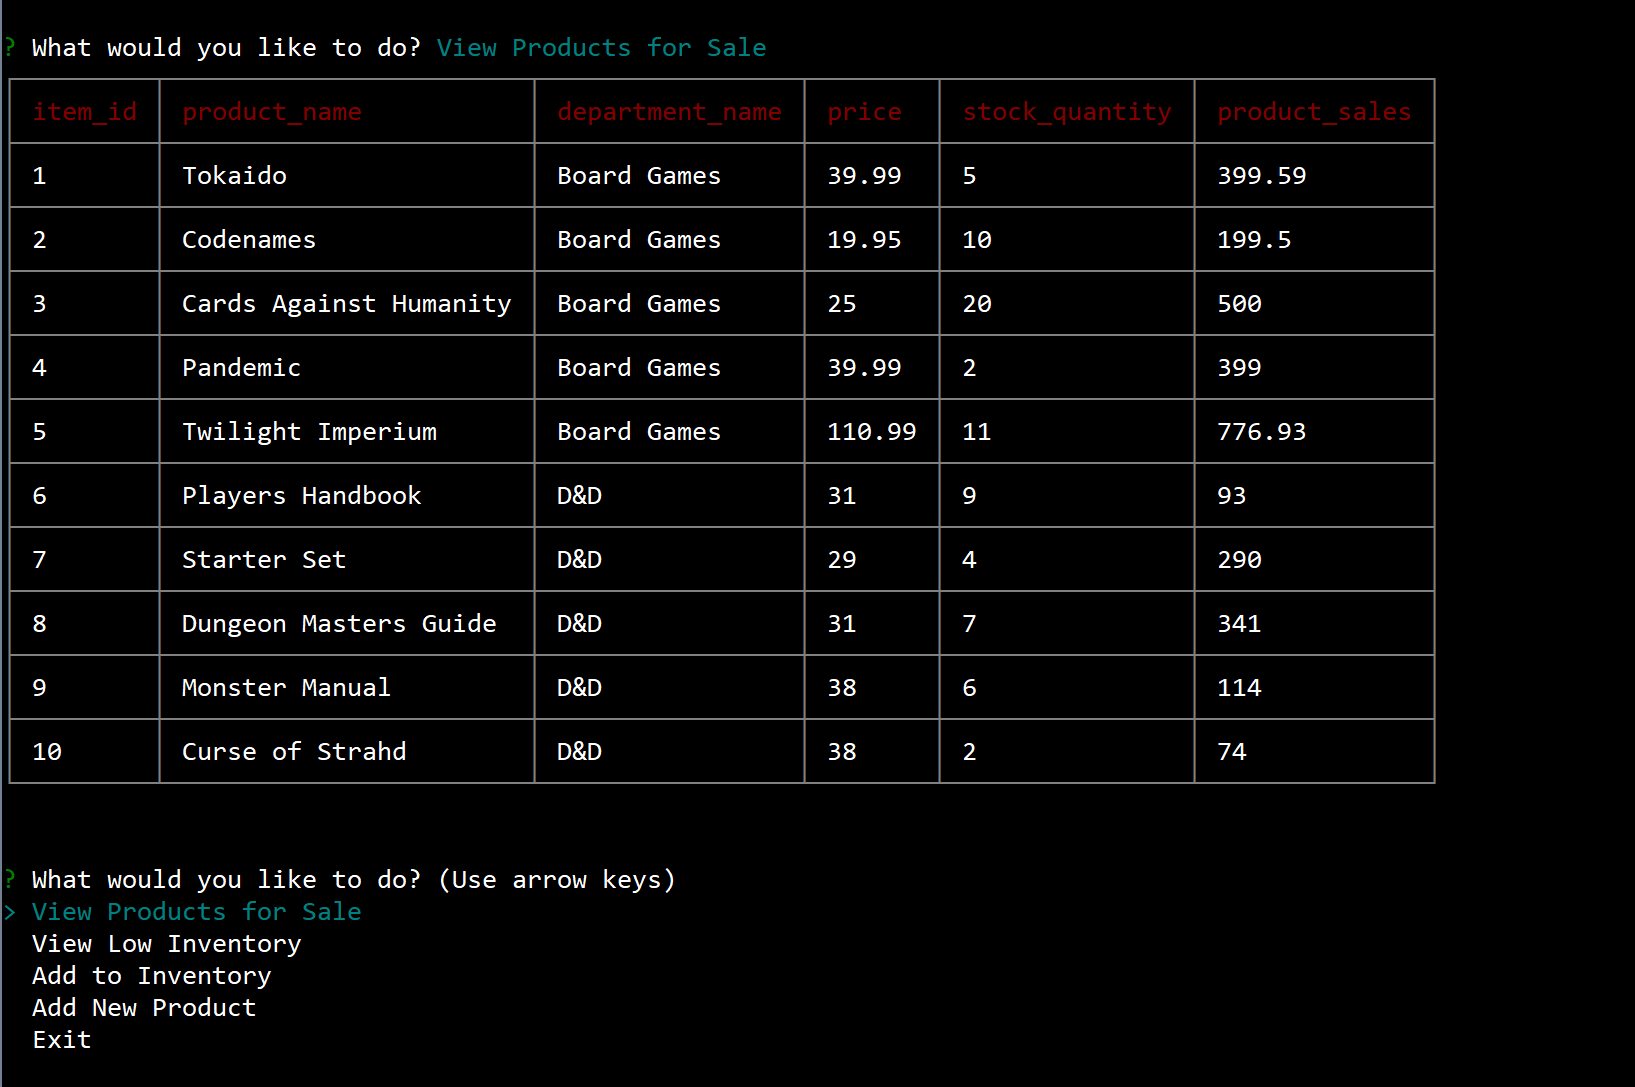 ? What would you like to do? View Products for Sale
item_id product_name department_name price stock_quantity product_sales
1 Tokaido Board Games 39.99 5 399.59
2 Codenames Board Games 19.95 10 199.5
3 Cards Against Humanity Board Games 25 20 500
4 Pandemic Board Games 39.99 2 399
5 Twilight Imperium Board Games 110.99 11 776.93
6 Players Handbook D&D 31 9 93
7 Starter Set D&D 29 4 290
8 Dungeon Masters Guide D&D 31 7 341
9 Monster Manual D&D 38 6 114
10 Curse of Strahd D&D 38 2 74
? What would you like to do? (Use arrow keys)
> View Products for Sale
View Low Inventory
Add to Inventory
Add New Product
Exit